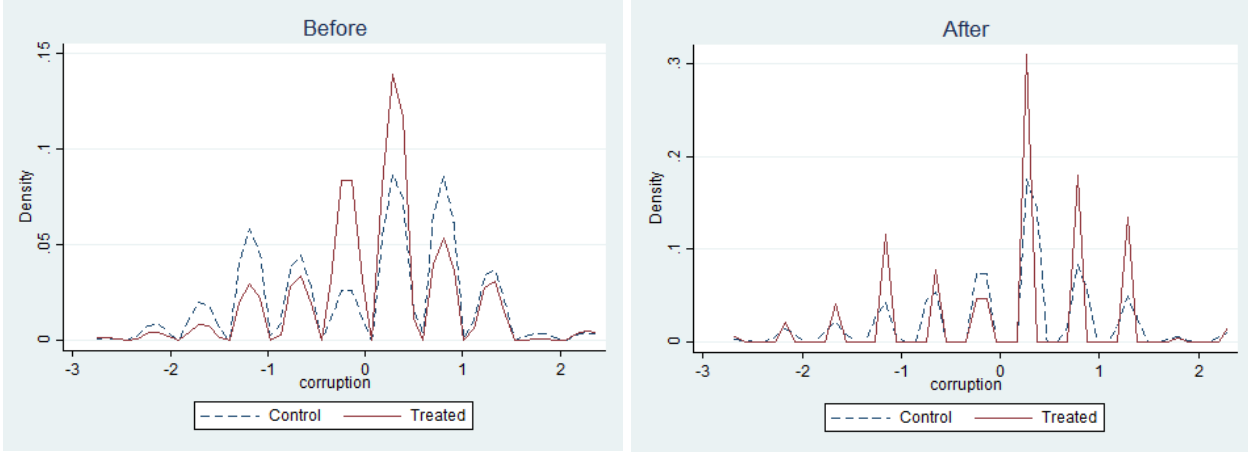 Before
.15
.1
.05
0
Density
-3
-2
-1
0
1
2
corruption
Control
Treated
After
.3
.2
.1
0
Density
-3
-2
-1
0
1
2
corruption
Control
Treated